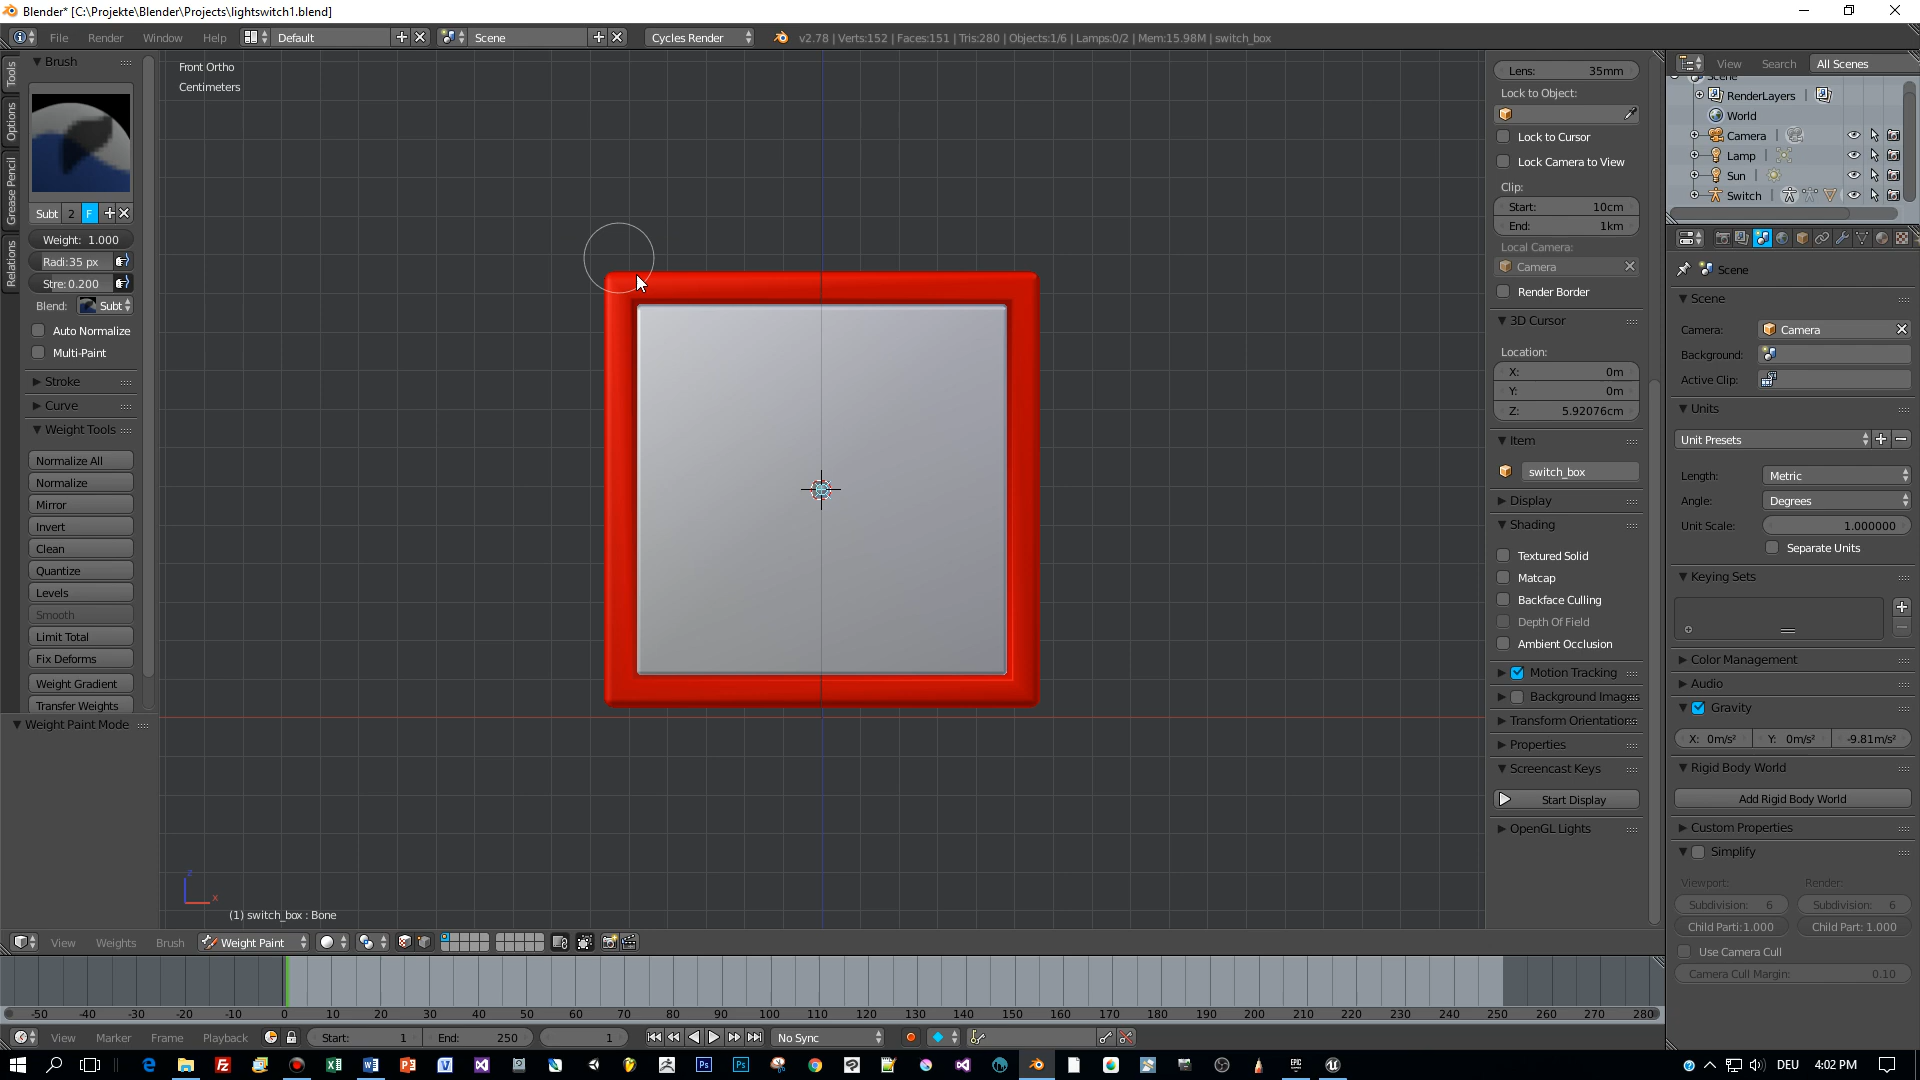 Blender* [C:\Projekte\Blender\Projects\lightswitch1.blend]
File Render Window Help Default Scene Cycles Render v2.78 | Verts:152 | Faces:151 | Tris:280 | Objects:1/6 | Lamps:0/2 | Mem:15.98M | switch_box
Tools
Options
Grease Pencil
Relations
Brush
Subt 2 F
Weight: 1.000
Radi:35 px
Stre:0.200
Blend: Subt
Auto Normalize
Multi-Paint
Stroke
Curve
Weight Tools
Normalize All
Normalize
Mirror
Invert
Clean
Quantize
Levels
Smooth
Limit Total
Fix Deforms
Weight Gradient
Transfer Weights
Weight Paint Mode
Front Ortho
Centimeters
z
x
(1) switch_box : Bone
Lens: 35mm
Lock to Object:
Lock to Cursor
Lock Camera to View
Clip:
Start: 10cm
End: 1km
Local Camera:
Camera
Render Border
3D Cursor
Location:
X: 0m
Y: 0m
Z: 5.92076cm
Item
switch_box
Display
Shading
Textured Solid
Matcap
Backface Culling
Depth Of Field
Ambient Occlusion
Motion Tracking
Background Images
Transform Orientation
Properties
Screencast Keys
Start Display
OpenGL Lights
View Search All Scenes
Scene
RenderLayers
World
Camera
Lamp
Sun
Switch
Scene
Scene
Camera: Camera
Background:
Active Clip:
Units
Unit Presets
Length: Metric
Angle: Degrees
Unit Scale: 1.000000
Separate Units
Keying Sets
Color Management
Audio
Gravity
X: 0m/s² Y: 0m/s² -9.81m/s²
Rigid Body World
Add Rigid Body World
Custom Properties
Simplify
Viewport: Render:
Subdivision: 6 Subdivision: 6
Child Parti:1.000 Child Part: 1.000
Use Camera Cull
Camera Cull Margin: 0.10
View Weights Brush Weight Paint
-50 -40 -30 -20 -10 0 10 20 30 40 50 60 70 80 90 100 110 120 130 140 150 160 170 180 190 200 210 220 230 240 250 260 270 280
View Marker Frame Playback Start: 1 End: 250 1 No Sync
DEU 4:02 PM